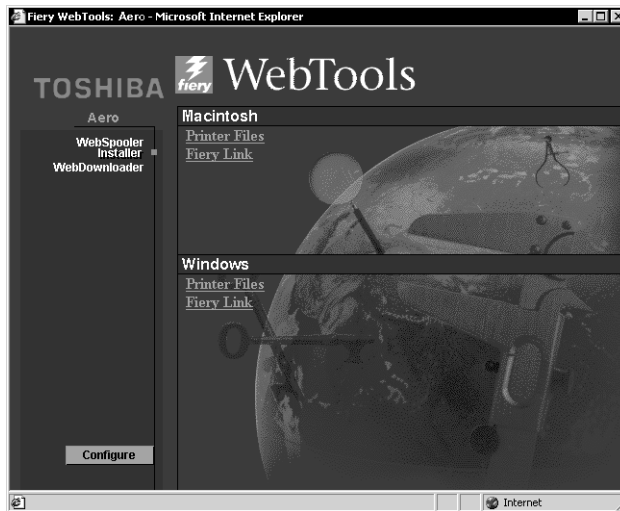 Fiery WebTools: Aero - Microsoft Internet Explorer
fiery
WebTools
TOSHIBA
Aero
WebSpooler
Installer
WebDownloader
Configure
Macintosh
Printer Files
Fiery Link
Windows
Printer Files
Fiery Link
Internet